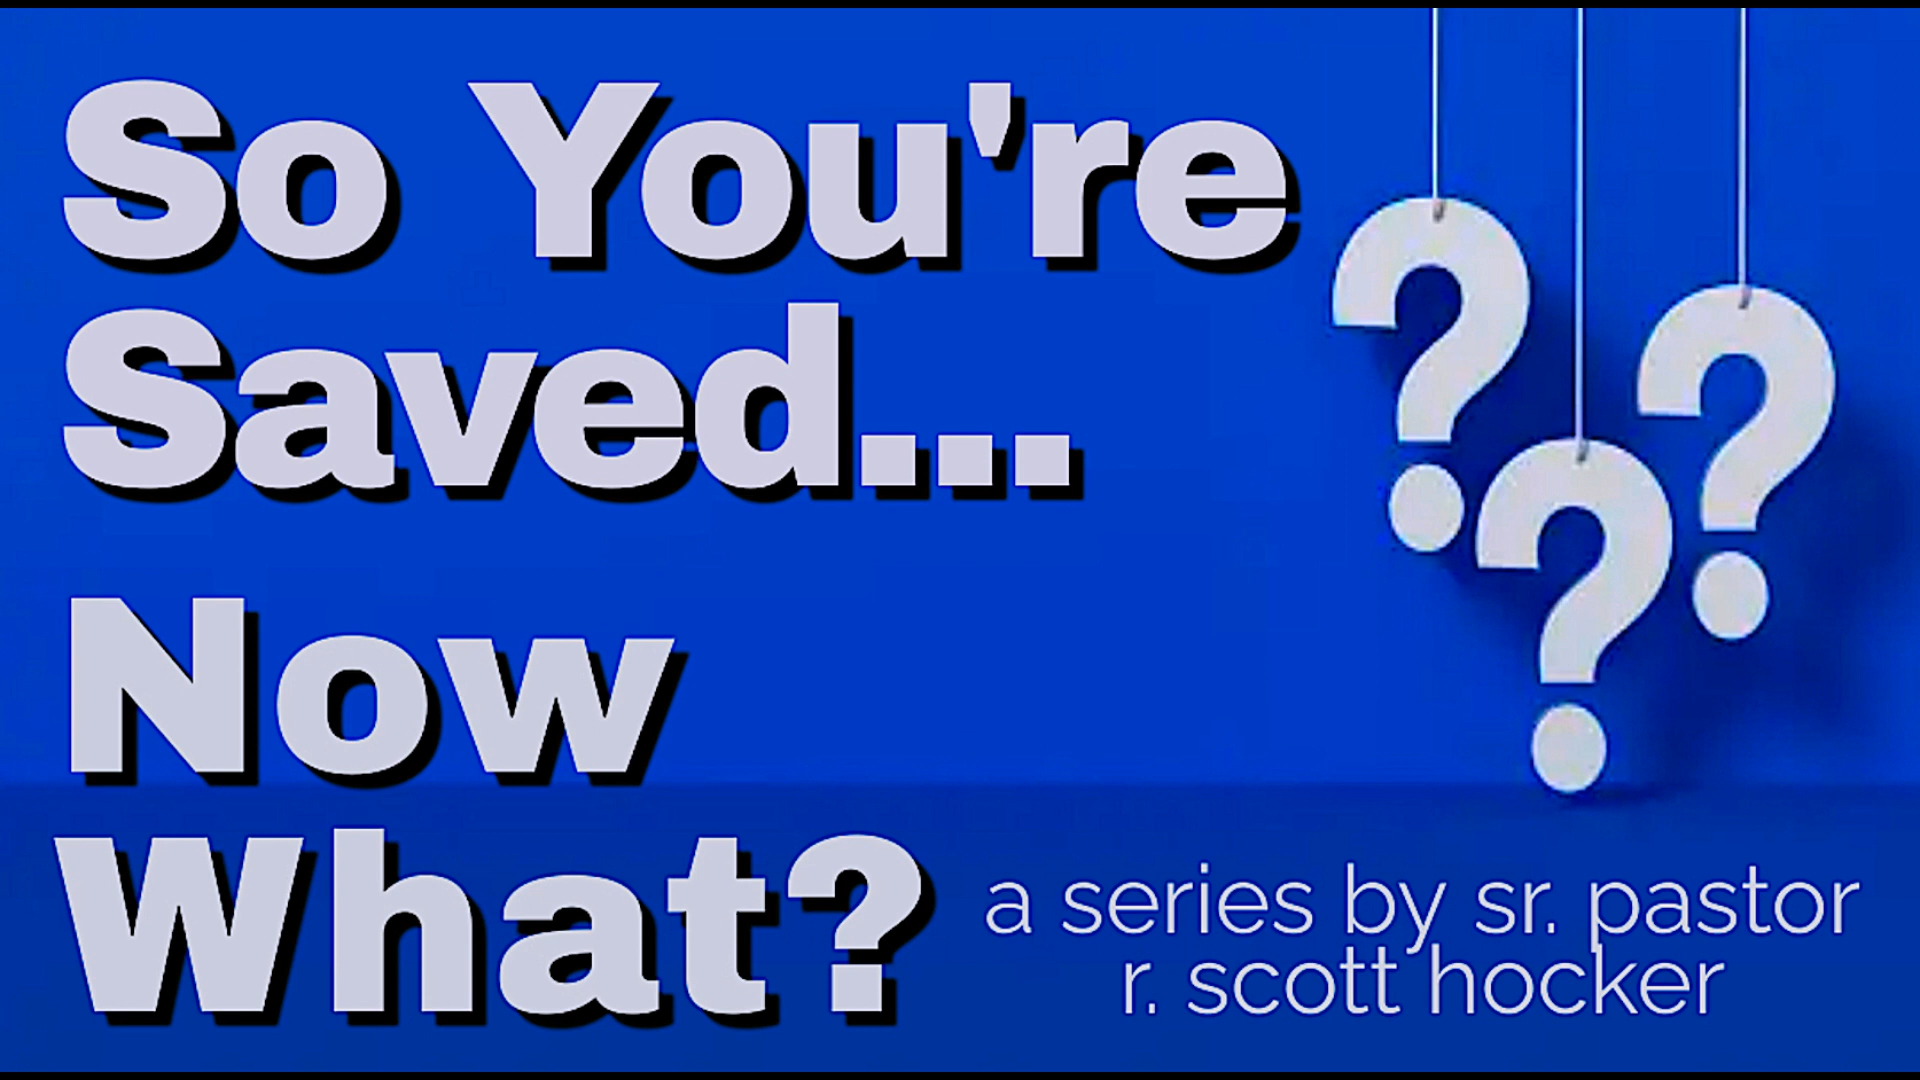 So You're
Saved...
Now
What?
a series by sr. pastor
r. scott hocker